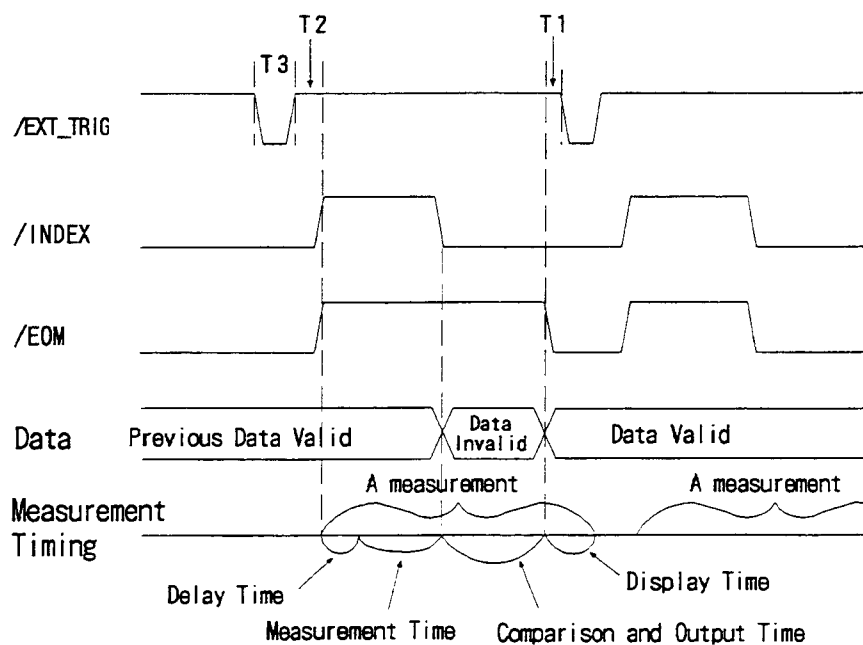 T2 T1
T3
/EXT_TRIG
/INDEX
/EOM
Data Previous Data Valid Data Invalid Data Valid
A measurement A measurement
Measurement Timing
Delay Time Display Time
Measurement Time Comparison and Output Time